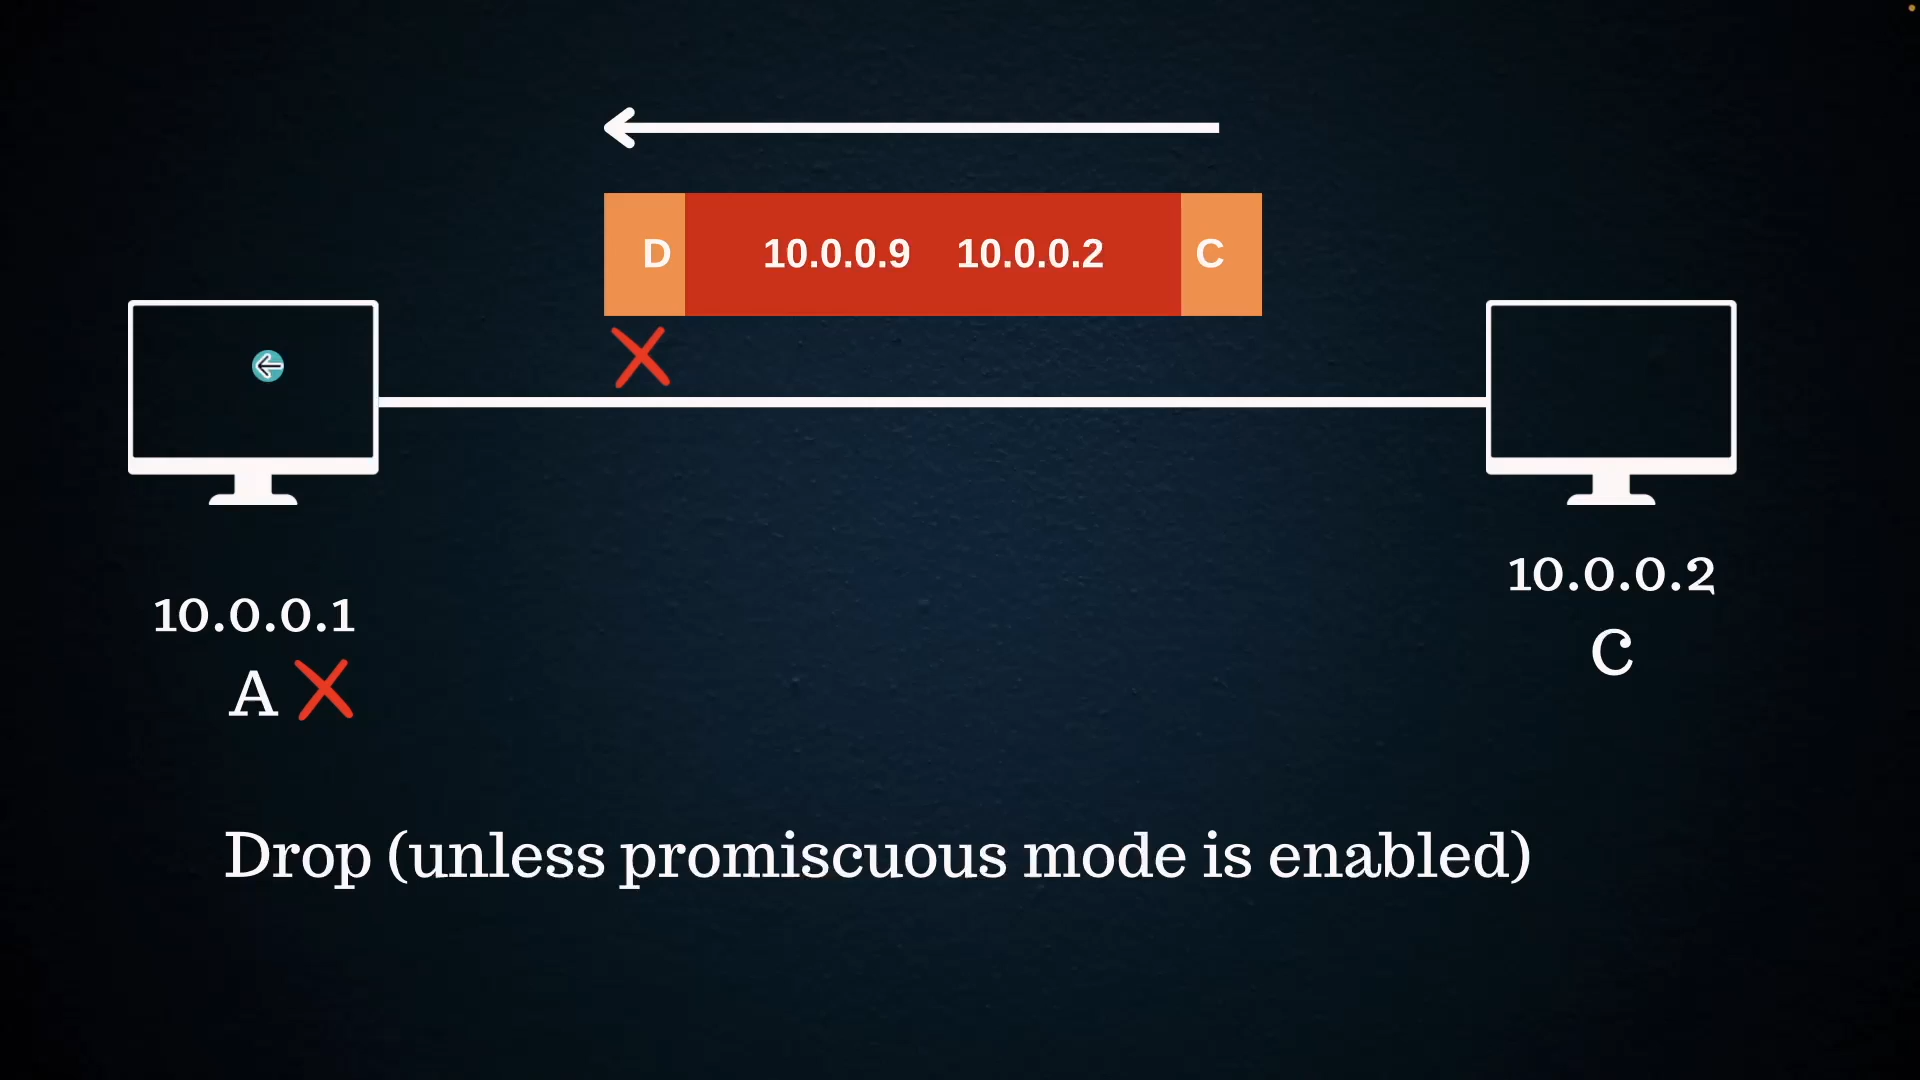 D 10.0.0.9 10.0.0.2 C
10.0.0.1
A
10.0.0.2
C
Drop (unless promiscuous mode is enabled)